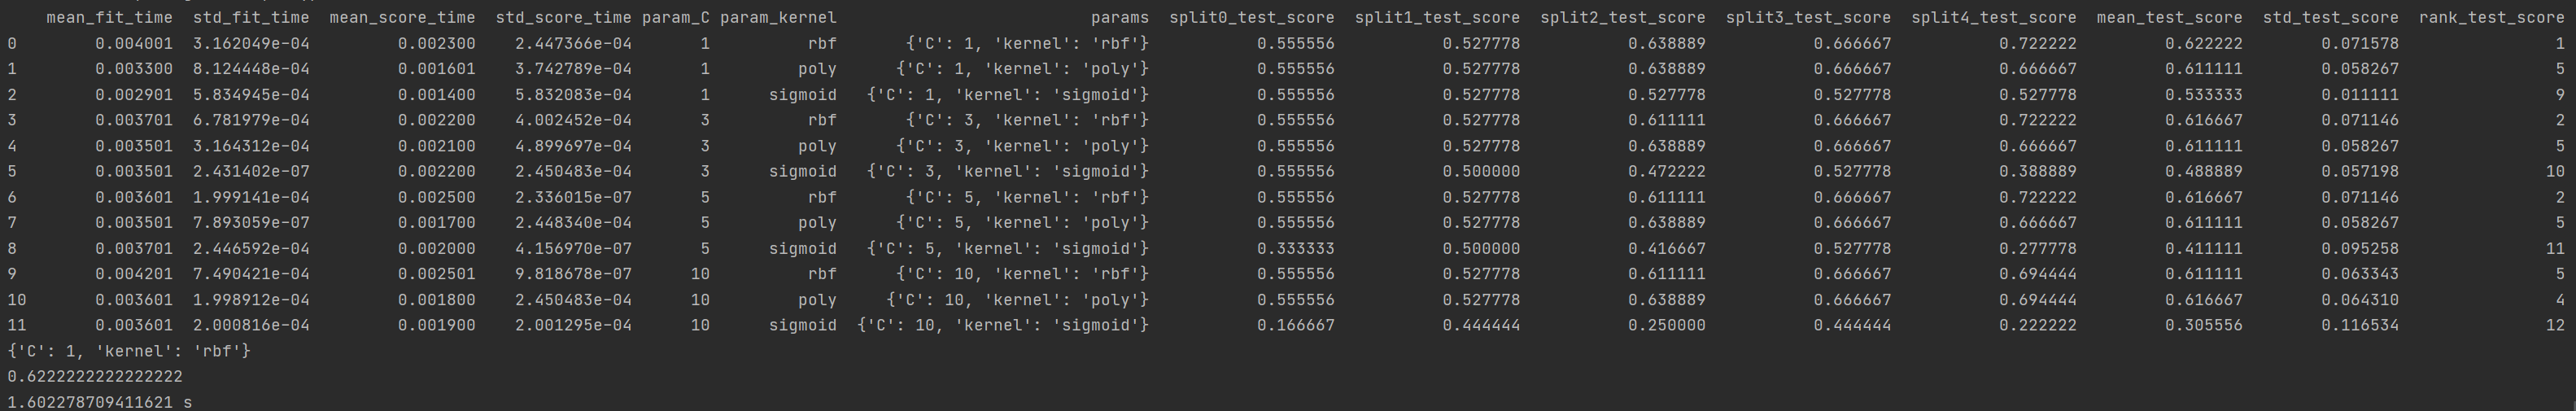 mean_fit_time std_fit_time mean_score_time std_score_time param_C param_kernel params split0_test_score split1_test_score split2_test_score split3_test_score split4_test_score mean_test_score std_test_score rank_test_score
0 0.004001 3.162049e-04 0.002300 2.447366e-04 1 rbf {'C': 1, 'kernel': 'rbf'} 0.555556 0.527778 0.638889 0.666667 0.722222 0.622222 0.071578 1
1 0.003300 8.124448e-04 0.001601 3.742789e-04 1 poly {'C': 1, 'kernel': 'poly'} 0.555556 0.527778 0.638889 0.666667 0.666667 0.611111 0.058267 5
2 0.002901 5.834945e-04 0.001400 5.832083e-04 1 sigmoid {'C': 1, 'kernel': 'sigmoid'} 0.555556 0.527778 0.527778 0.527778 0.527778 0.533333 0.011111 9
3 0.003701 6.781979e-04 0.002200 4.002452e-04 3 rbf {'C': 3, 'kernel': 'rbf'} 0.555556 0.527778 0.611111 0.666667 0.722222 0.616667 0.071146 2
4 0.003501 3.164312e-04 0.002100 4.899697e-04 3 poly {'C': 3, 'kernel': 'poly'} 0.555556 0.527778 0.638889 0.666667 0.666667 0.611111 0.058267 5
5 0.003501 2.431402e-07 0.002200 2.450483e-04 3 sigmoid {'C': 3, 'kernel': 'sigmoid'} 0.555556 0.500000 0.472222 0.527778 0.388889 0.488889 0.057198 10
6 0.003601 1.999141e-04 0.002500 2.336015e-07 5 rbf {'C': 5, 'kernel': 'rbf'} 0.555556 0.527778 0.611111 0.666667 0.722222 0.616667 0.071146 2
7 0.003501 7.893059e-07 0.001700 2.448340e-04 5 poly {'C': 5, 'kernel': 'poly'} 0.555556 0.527778 0.638889 0.666667 0.666667 0.611111 0.058267 5
8 0.003701 2.446592e-04 0.002000 4.156970e-07 5 sigmoid {'C': 5, 'kernel': 'sigmoid'} 0.333333 0.500000 0.416667 0.527778 0.277778 0.411111 0.095258 11
9 0.004201 7.490421e-04 0.002501 9.818678e-07 10 rbf {'C': 10, 'kernel': 'rbf'} 0.555556 0.527778 0.611111 0.666667 0.694444 0.611111 0.063343 5
10 0.003601 1.998912e-04 0.001800 2.450483e-04 10 poly {'C': 10, 'kernel': 'poly'} 0.555556 0.527778 0.638889 0.666667 0.694444 0.616667 0.064310 4
11 0.003601 2.000816e-04 0.001900 2.001295e-04 10 sigmoid {'C': 10, 'kernel': 'sigmoid'} 0.166667 0.444444 0.250000 0.444444 0.222222 0.305556 0.116534 12
{'C': 1, 'kernel': 'rbf'}
0.6222222222222222
1.602278709411621 s